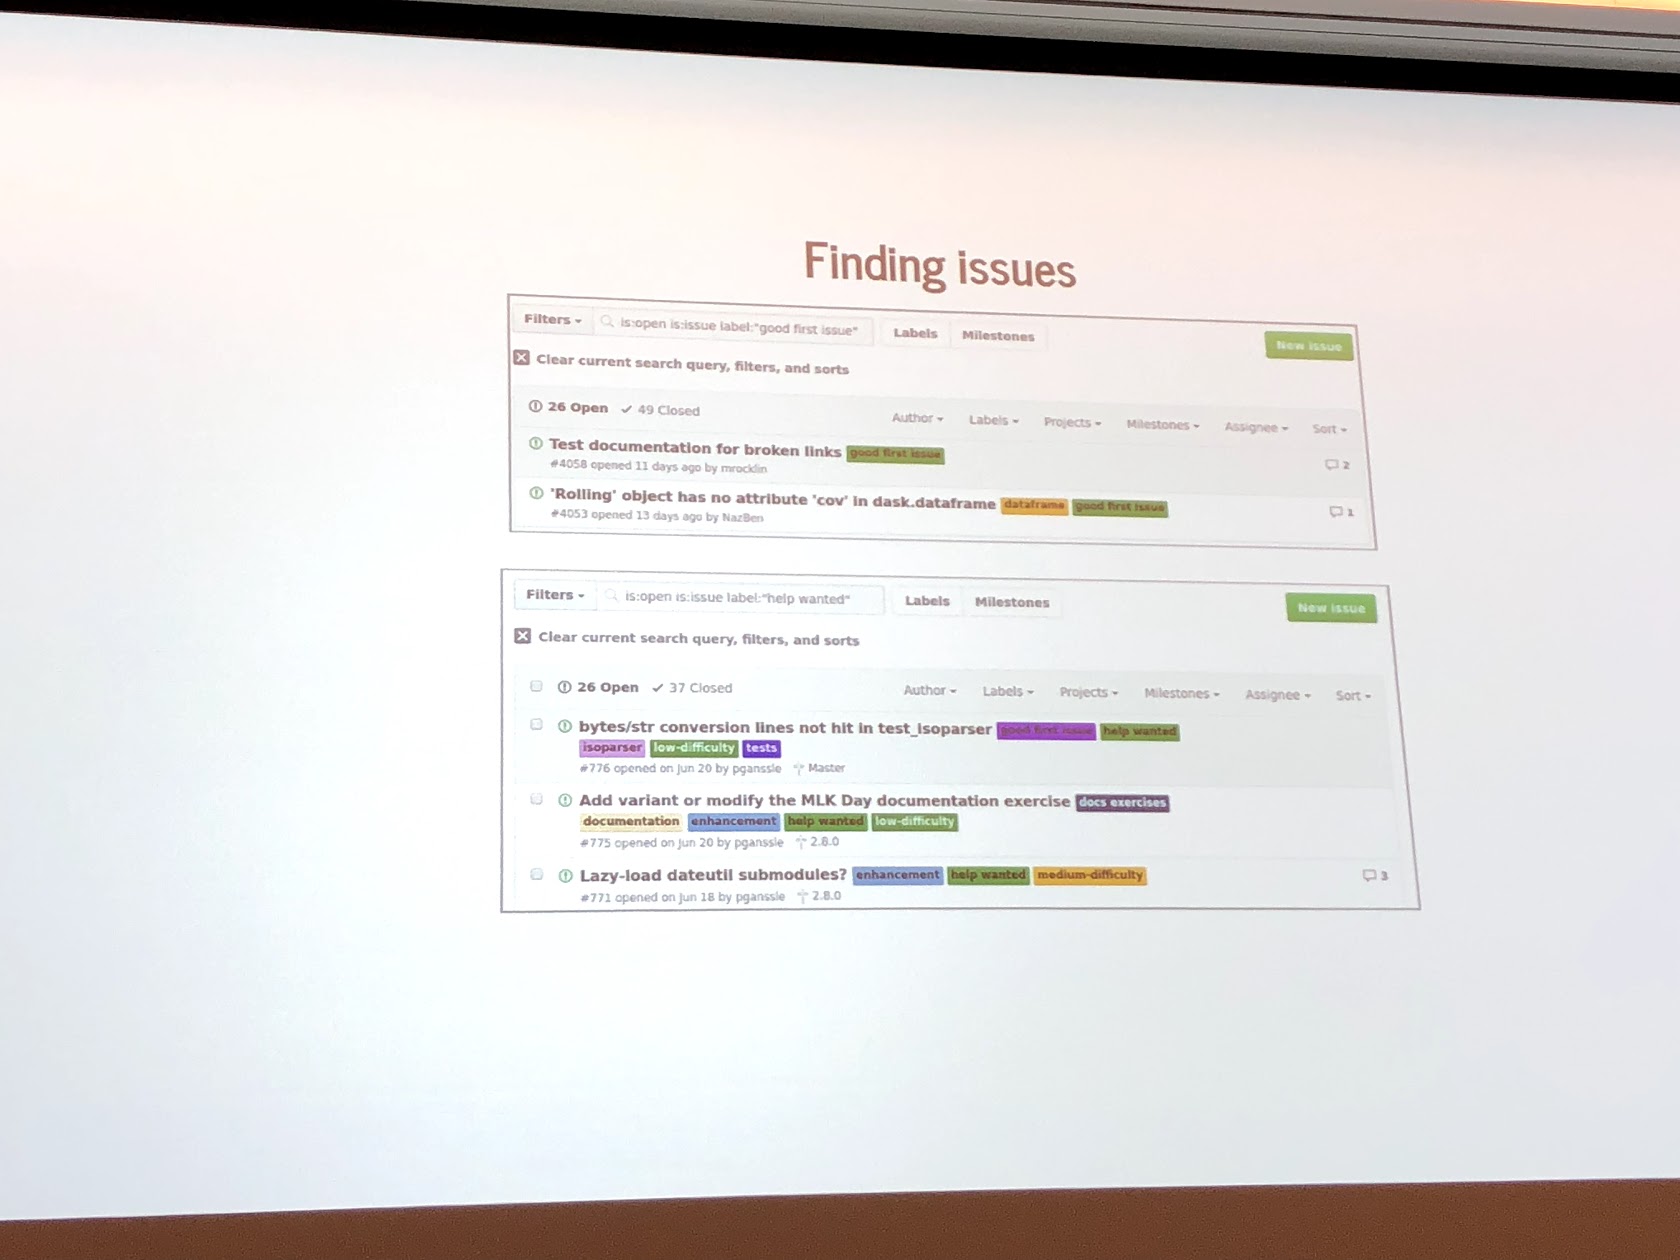 Finding issues
Filters is:open is:issue label:"good first issue" Labels Milestones New issue
Clear current search query, filters, and sorts
26 Open 49 Closed Author Labels Projects Milestones Assignee Sort
Test documentation for broken links good first issue
#4058 opened 11 days ago by mrocklin 2
'Rolling' object has no attribute 'cov' in dask.dataframe dataframe good first issue
#4053 opened 13 days ago by NazBen 1
Filters is:open is:issue label:"help wanted" Labels Milestones New issue
Clear current search query, filters, and sorts
26 Open 37 Closed Author Labels Projects Milestones Assignee Sort
bytes/str conversion lines not hit in test_isoparser good first issue help wanted
isoparser low-difficulty tests
#776 opened on Jun 20 by pganssle Master
Add variant or modify the MLK Day documentation exercise docs exercises
documentation enhancement help wanted low-difficulty
#775 opened on Jun 20 by pganssle 2.8.0
Lazy-load dateutil submodules? enhancement help wanted medium-difficulty 3
#771 opened on Jun 18 by pganssle 2.8.0